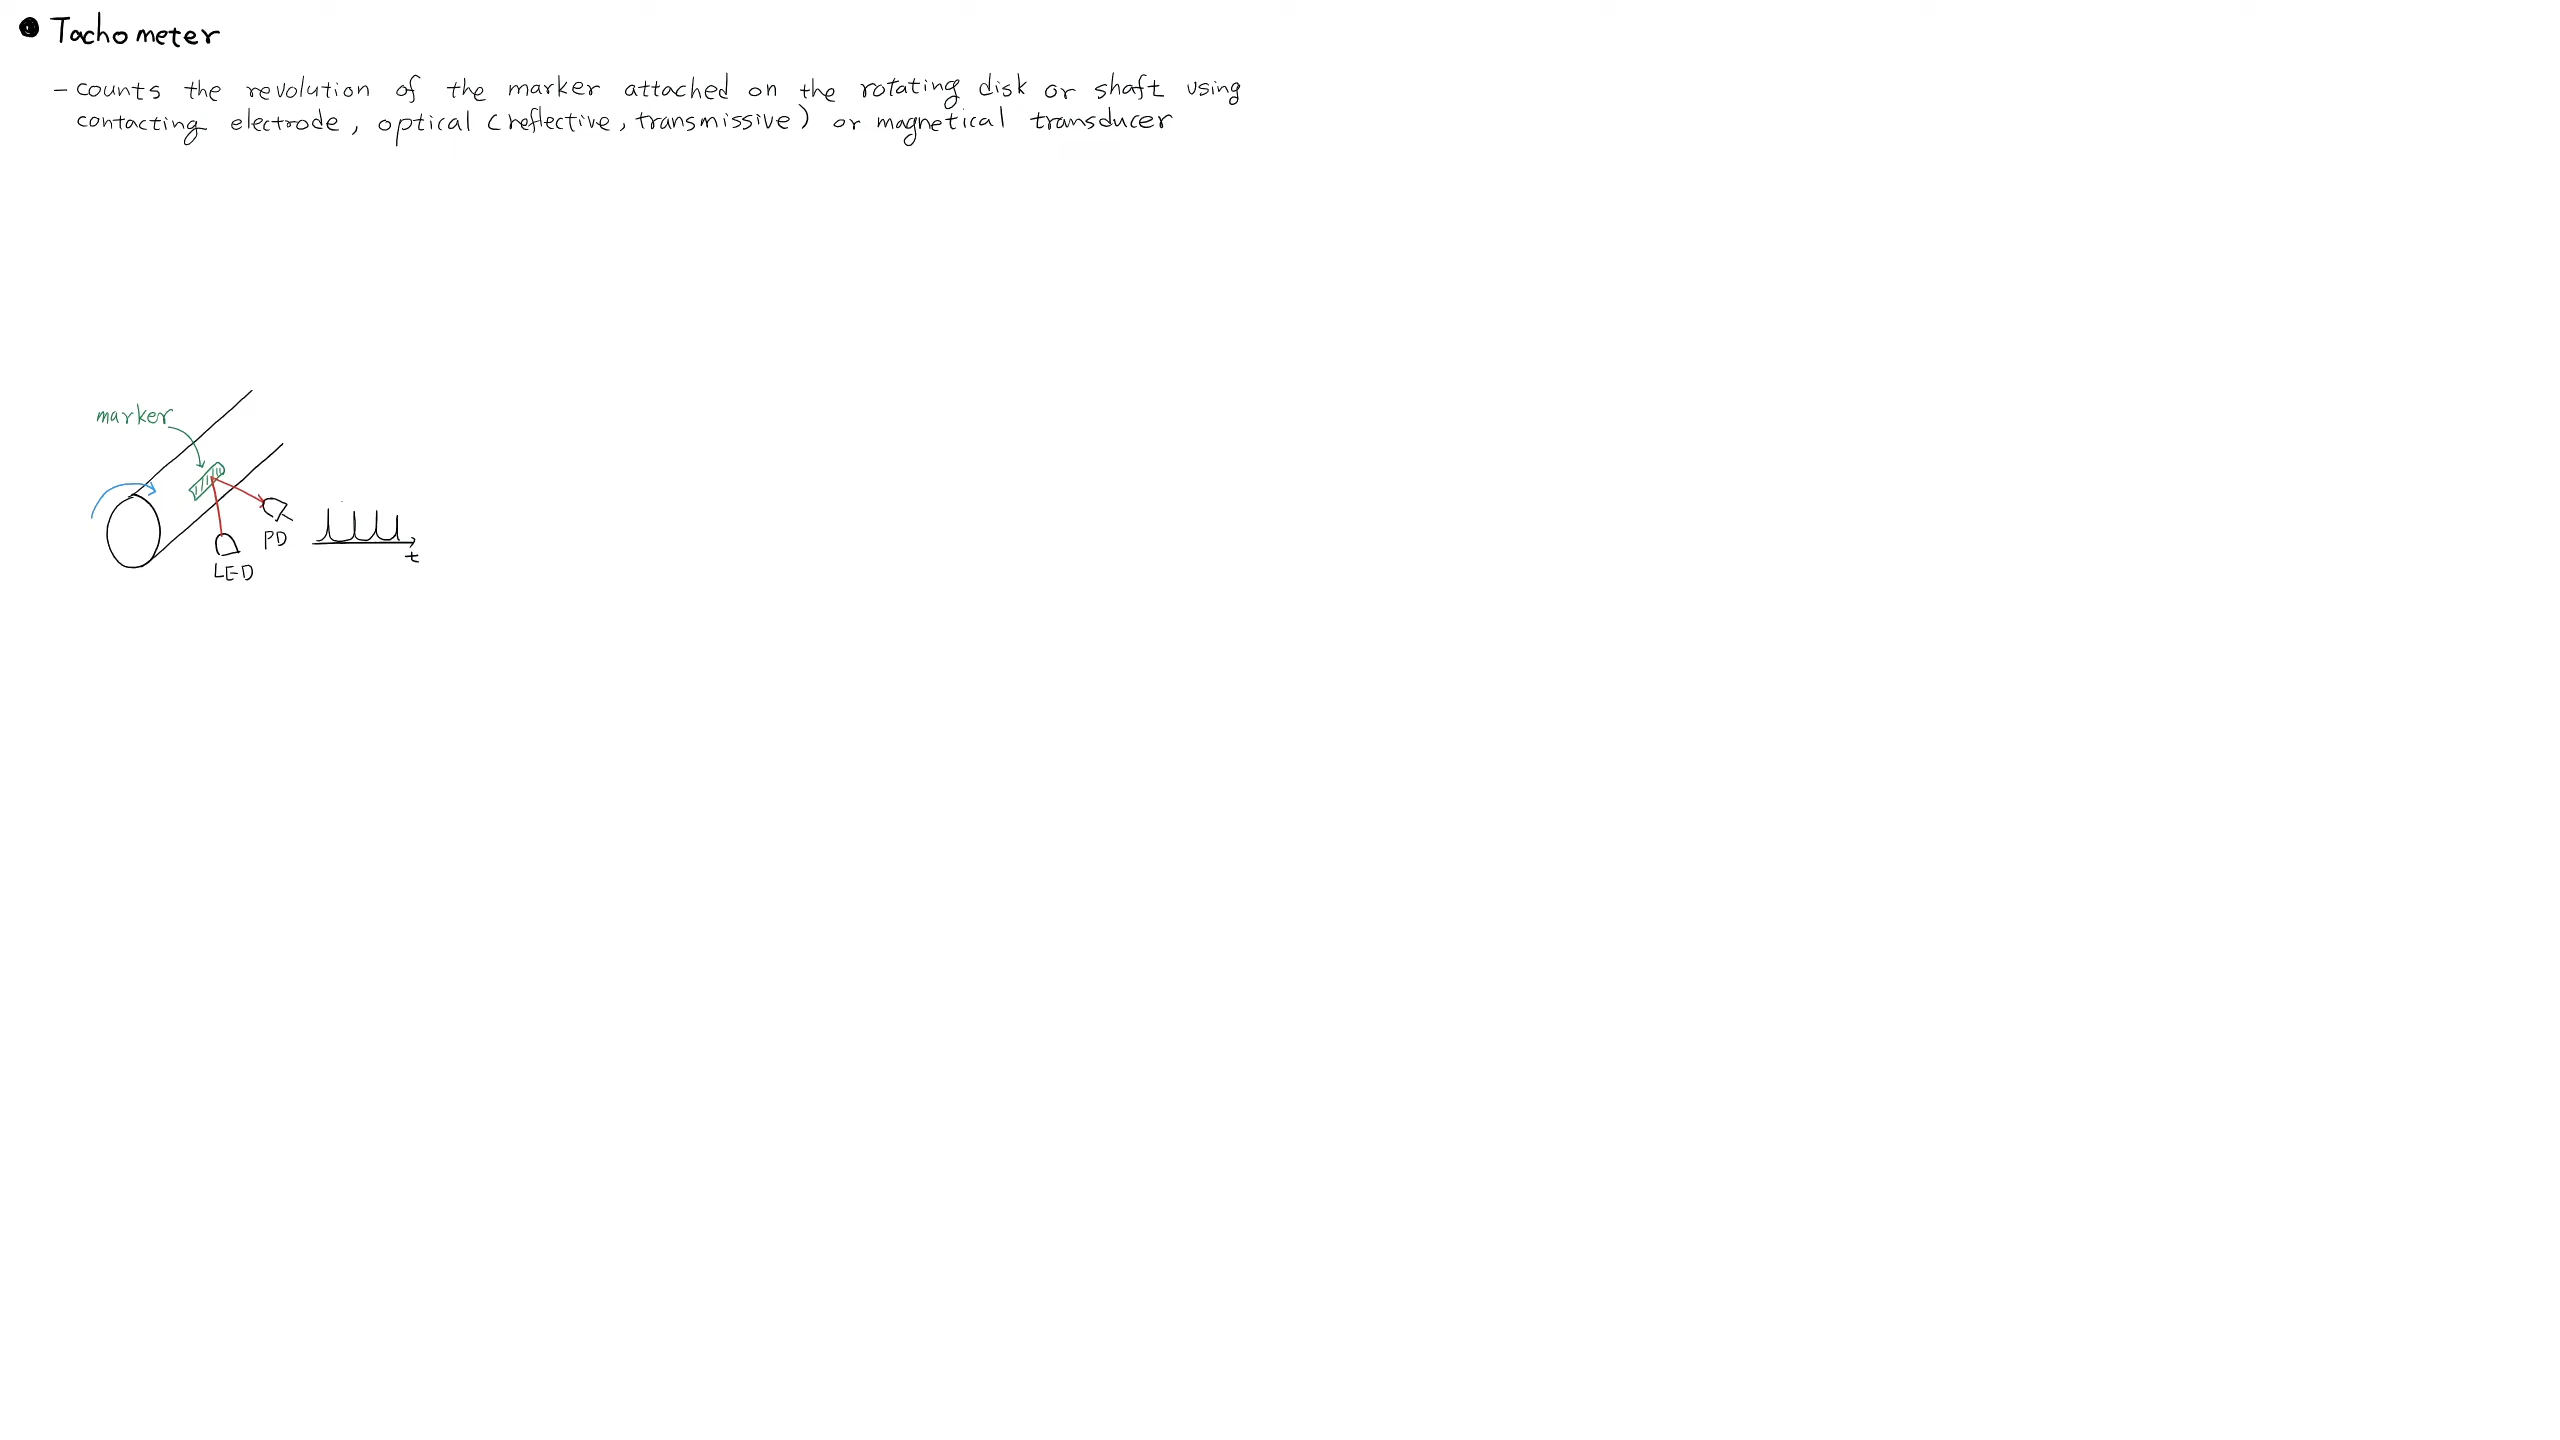 ● Tachometer
- counts the revolution of the marker attached on the rotating disk or shaft using
contacting electrode, optical (reflective, transmissive) or magnetical transducer
marker
PD
LED
t